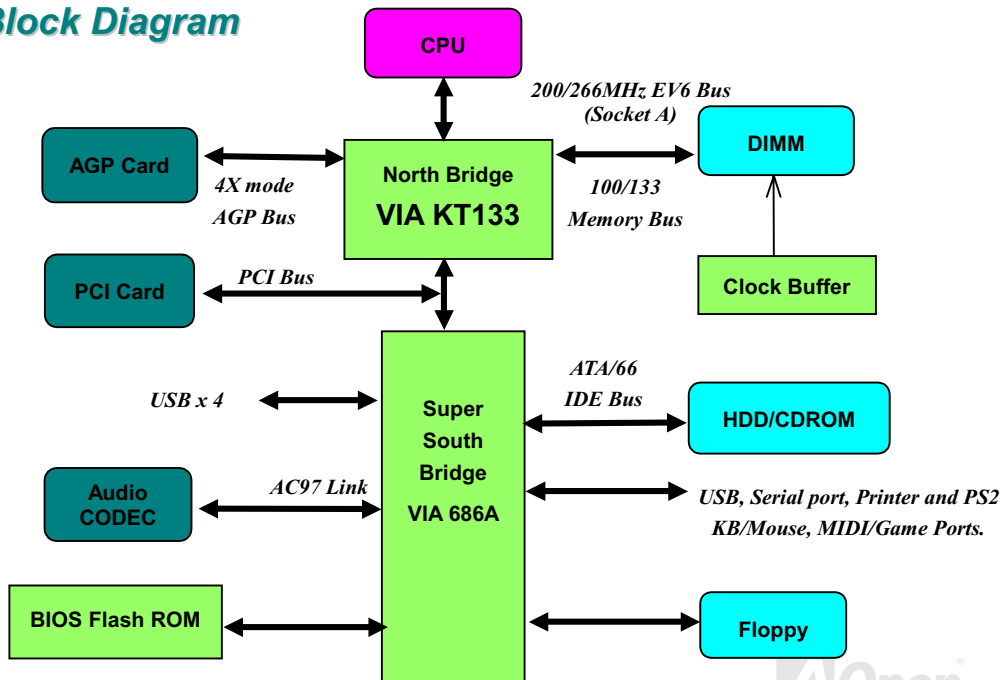 Block Diagram
CPU
200/266MHz EV6 Bus
(Socket A)
AGP Card
4X mode
AGP Bus
North Bridge
VIA KT133
DIMM
100/133
Memory Bus
PCI Card
PCI Bus
Clock Buffer
USB x 4
Super
South
Bridge
VIA 686A
ATA/66
IDE Bus
HDD/CDROM
Audio
CODEC
AC97 Link
USB, Serial port, Printer and PS2
KB/Mouse, MIDI/Game Ports.
BIOS Flash ROM
Floppy
AOpen